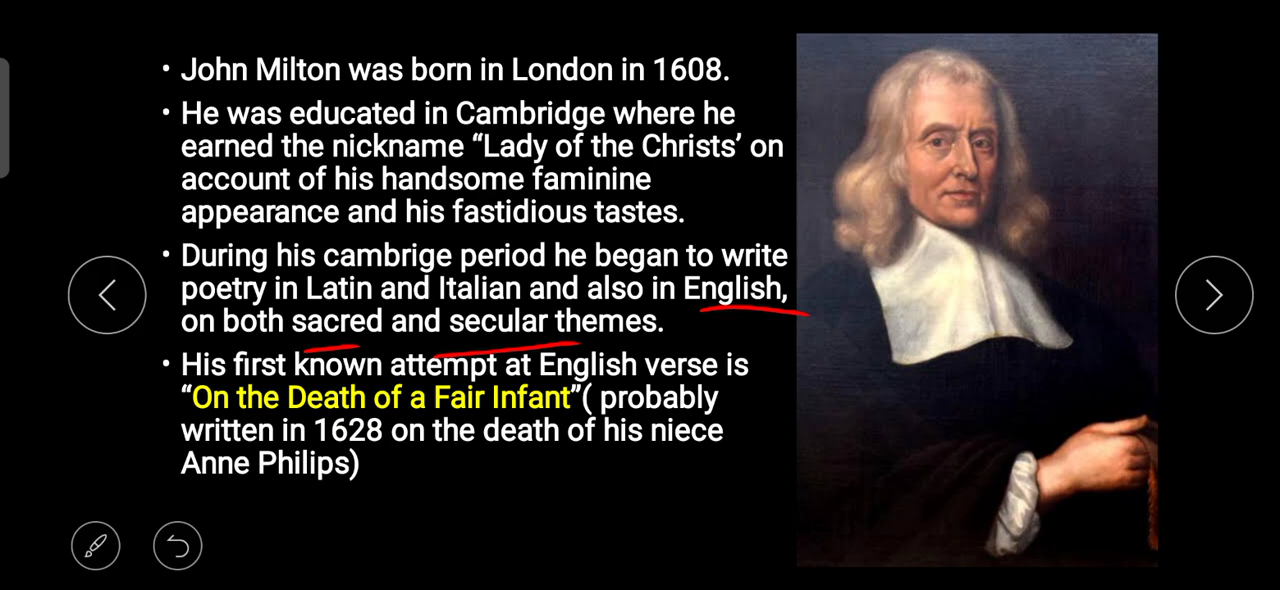 • John Milton was born in London in 1608.
• He was educated in Cambridge where he
earned the nickname “Lady of the Christs’ on
account of his handsome faminine
appearance and his fastidious tastes.
• During his cambrige period he began to write
poetry in Latin and Italian and also in English,
on both sacred and secular themes.
• His first known attempt at English verse is
“On the Death of a Fair Infant”( probably
written in 1628 on the death of his niece
Anne Philips)